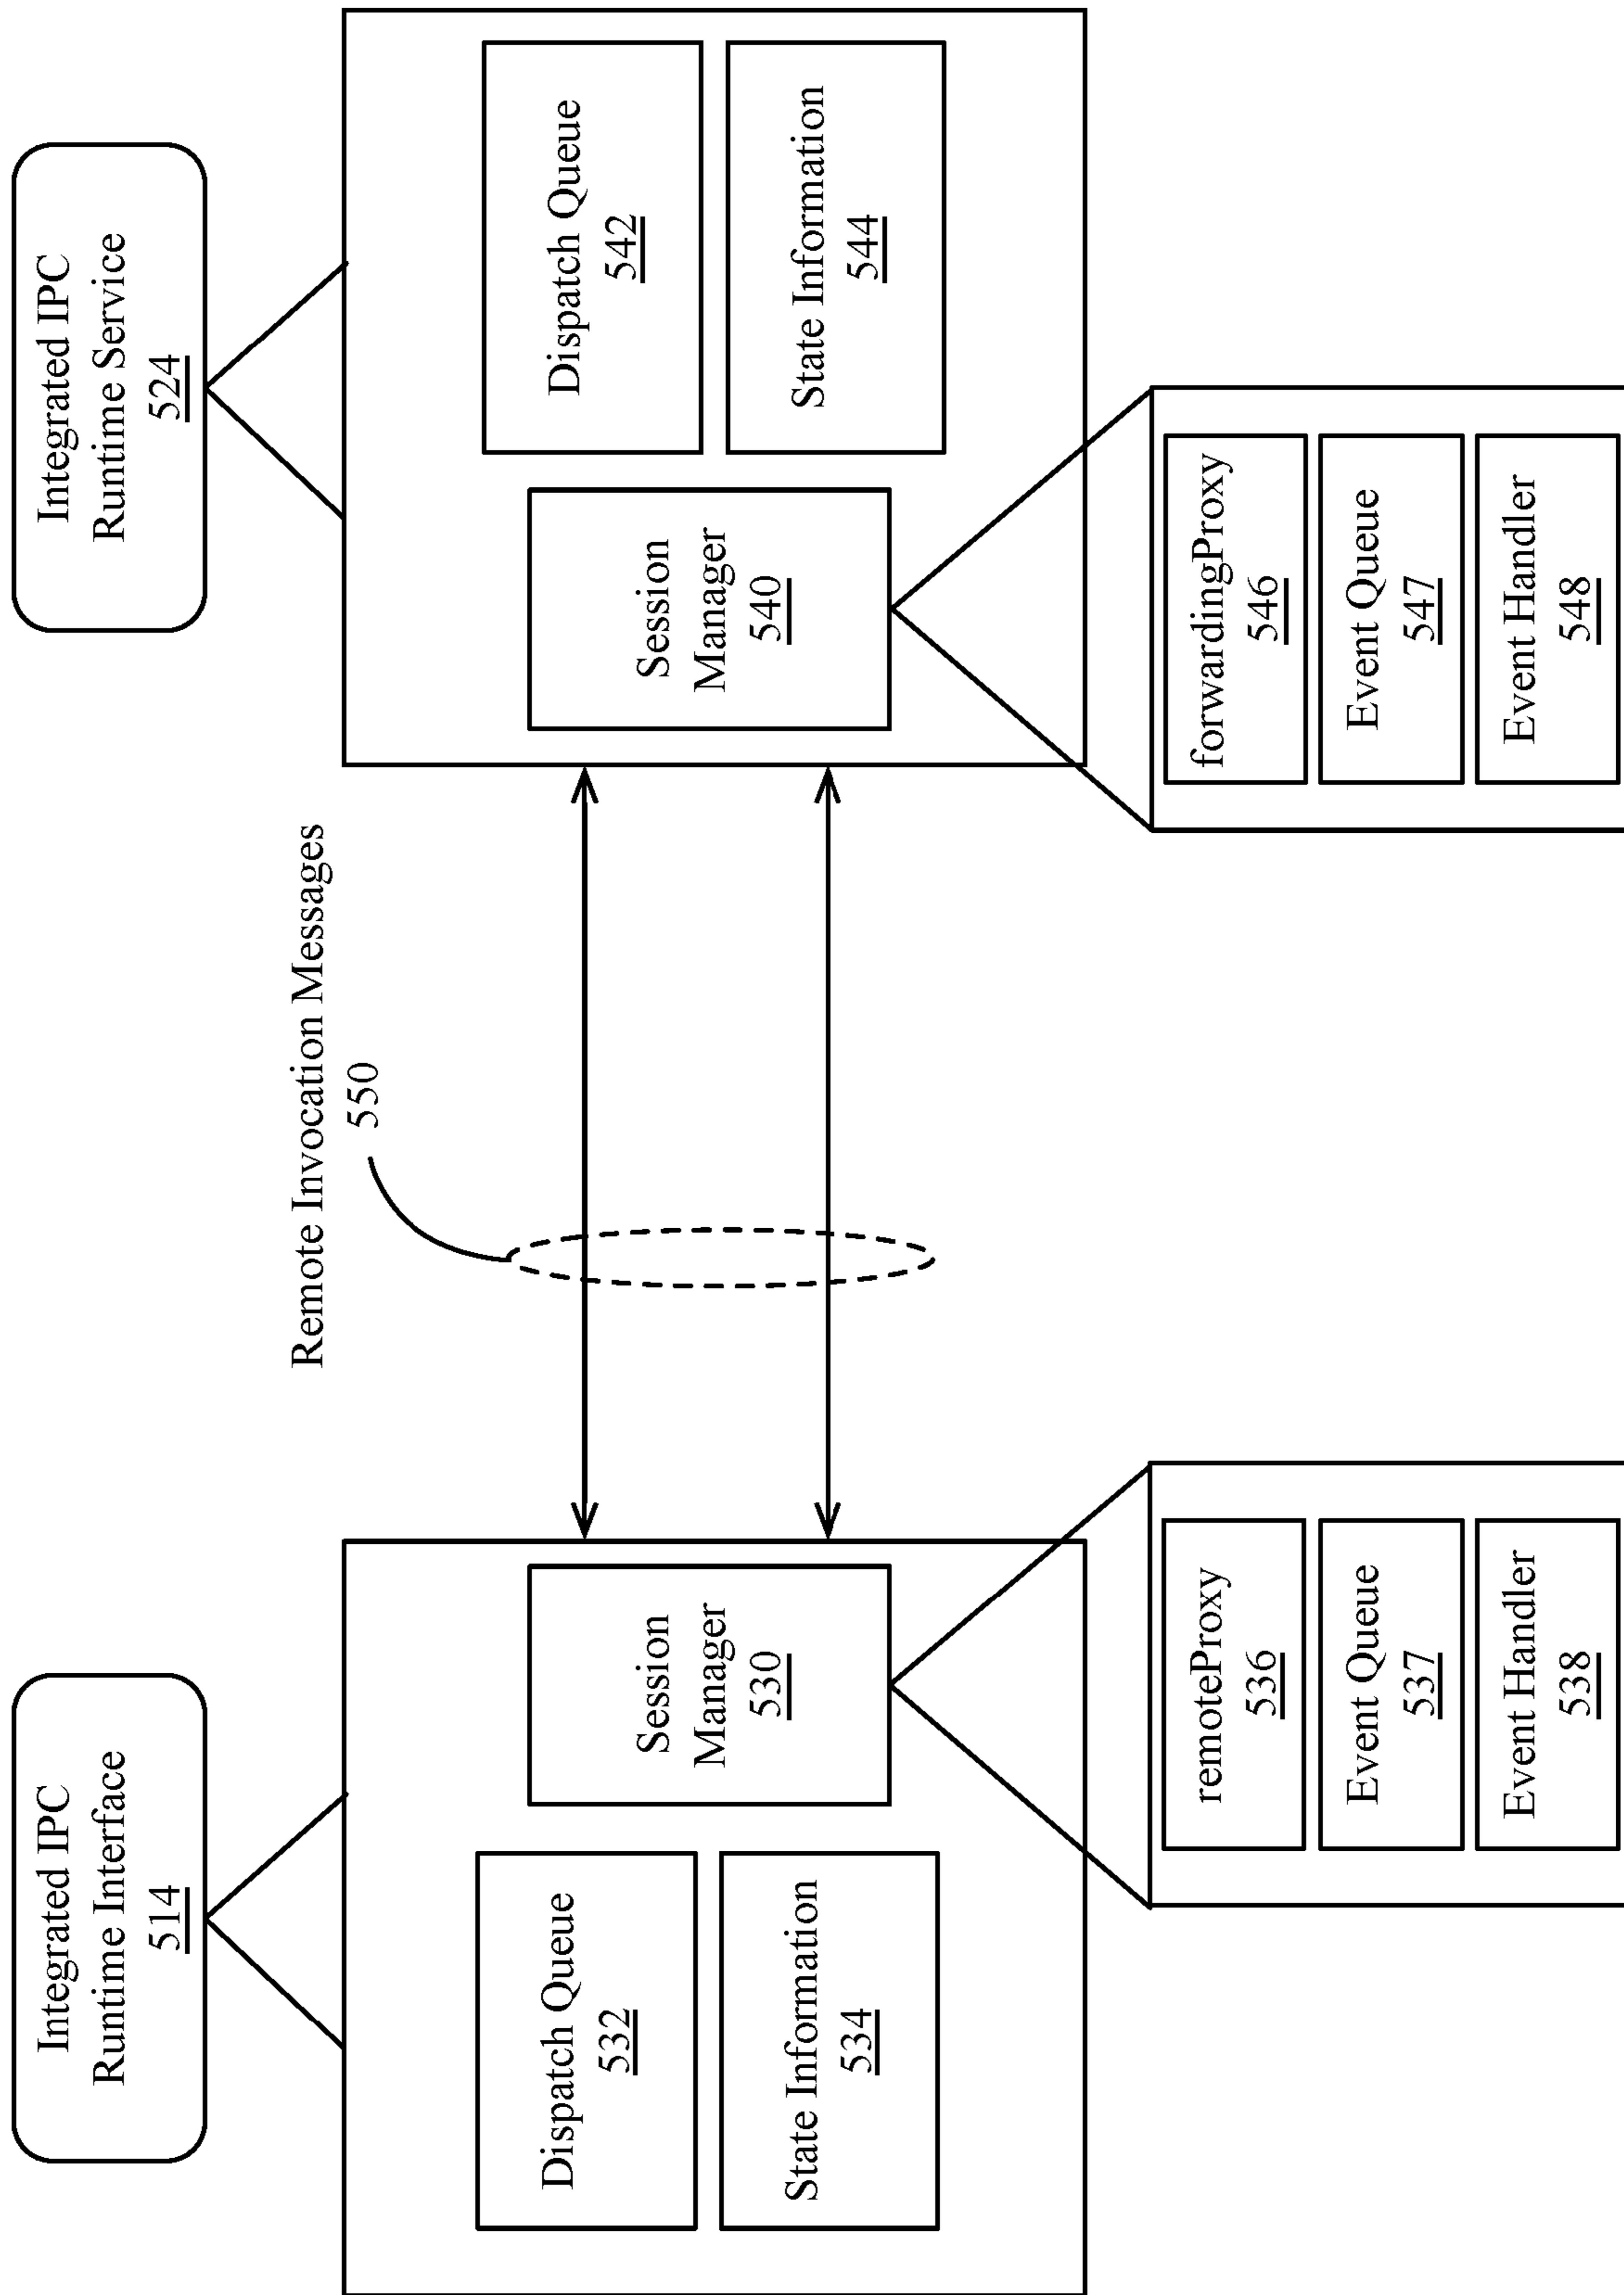 Integrated IPC
Runtime Interface
514
Dispatch Queue
532
State Information
534
Session
Manager
530
remoteProxy
536
Event Queue
537
Event Handler
538
Remote Invocation Messages
550
Integrated IPC
Runtime Service
524
Session
Manager
540
Dispatch Queue
542
State Information
544
forwardingProxy
546
Event Queue
547
Event Handler
548